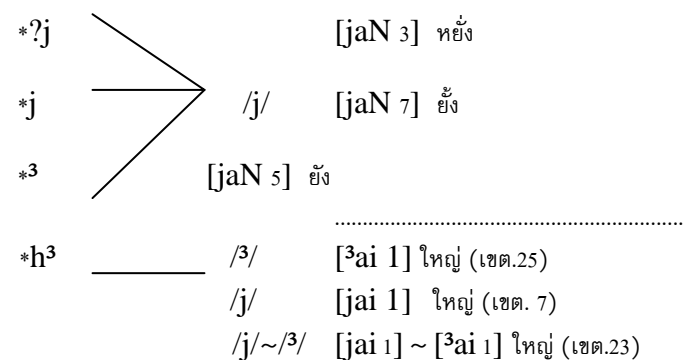 *?j [jaN 3] หยั่ง
*j /j/ [jaN 7] ยั้ง
*³ [jaN 5] ยัง
........................................................
*h³ /³/ [³ai 1] ใหญ่ (เขต.25)
/j/ [jai 1] ใหญ่ (เขต. 7)
/j/~/³/ [jai 1] ~ [³ai 1] ใหญ่ (เขต.23)